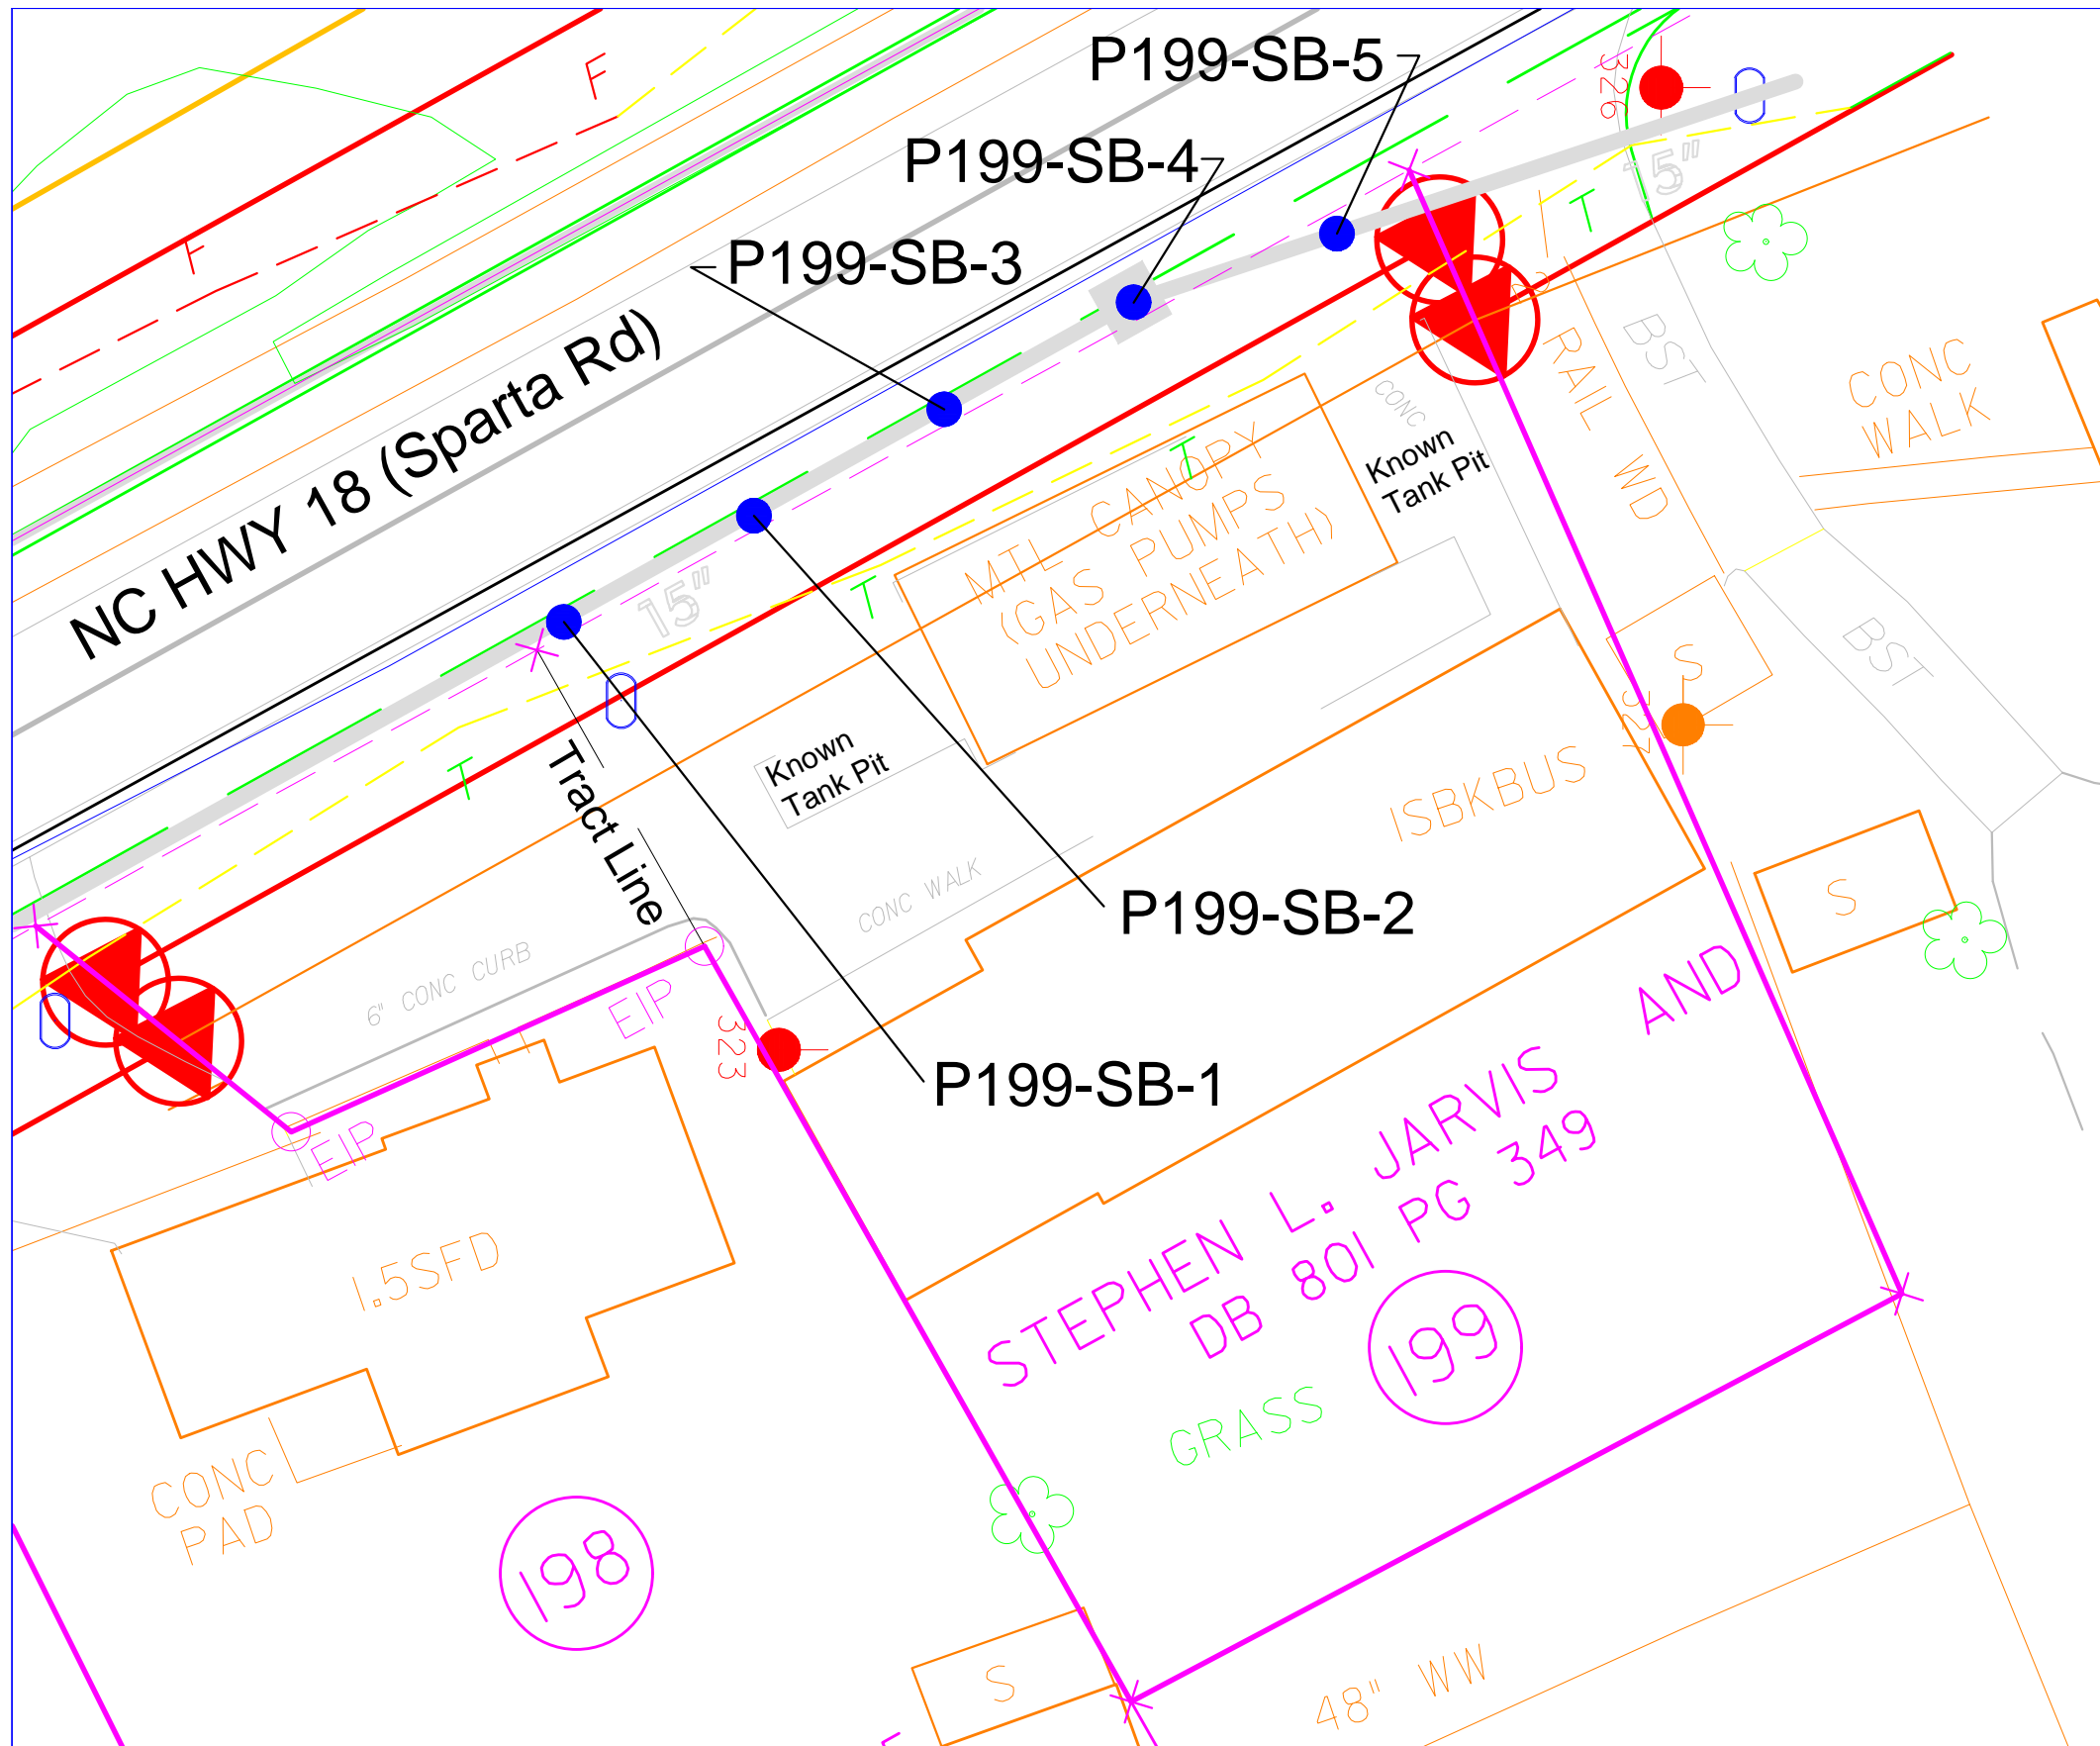 P199-SB-5
326
F
P199-SB-4
15"
T
F
P199-SB-3
NC HWY 18 (Sparta Rd)
RAIL WD
BST
CONC
WALK
CONC
Known
Tank Pit
T
MTL CANOPY
(GAS PUMPS
UNDERNEATH)
15"
T
S
BST
T
Tract Line
Known
Tank Pit
1SBKBUS
CONC WALK
P199-SB-2
S
6" CONC CURB
EIP
AND
323
P199-SB-1
EIP
STEPHEN L. JARVIS
DB 801 PG 349
199
1.5SFD
GRASS
CONC
PAD
198
S
48" WW